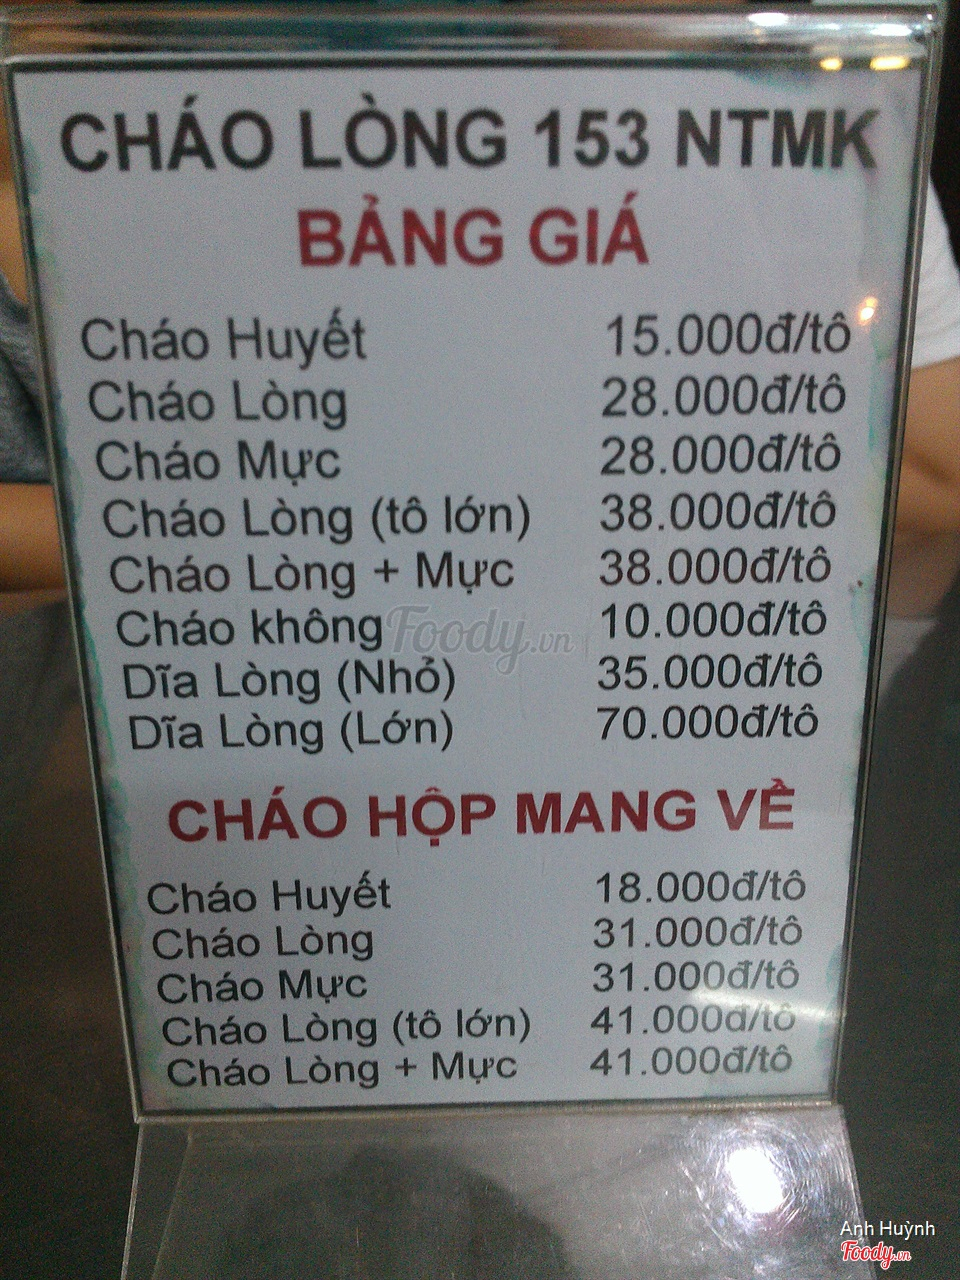 CHÁO LÒNG 153 NTMK
BẢNG GIÁ
Cháo Huyết 15.000đ/tô
Cháo Lòng 28.000đ/tô
Cháo Mực 28.000đ/tô
Cháo Lòng (tô lớn) 38.000đ/tô
Cháo Lòng + Mực 38.000đ/tô
Cháo không 10.000đ/tô
Foody.vn
Dĩa Lòng (Nhỏ) 35.000đ/tô
Dĩa Lòng (Lớn) 70.000đ/tô
CHÁO HỘP MANG VỀ
Cháo Huyết 18.000đ/tô
Cháo Lòng 31.000đ/tô
Cháo Mực 31.000đ/tô
Cháo Lòng (tô lớn) 41.000đ/tô
Cháo Lòng + Mực 41.000đ/tô
Anh Huỳnh
Foody.vn